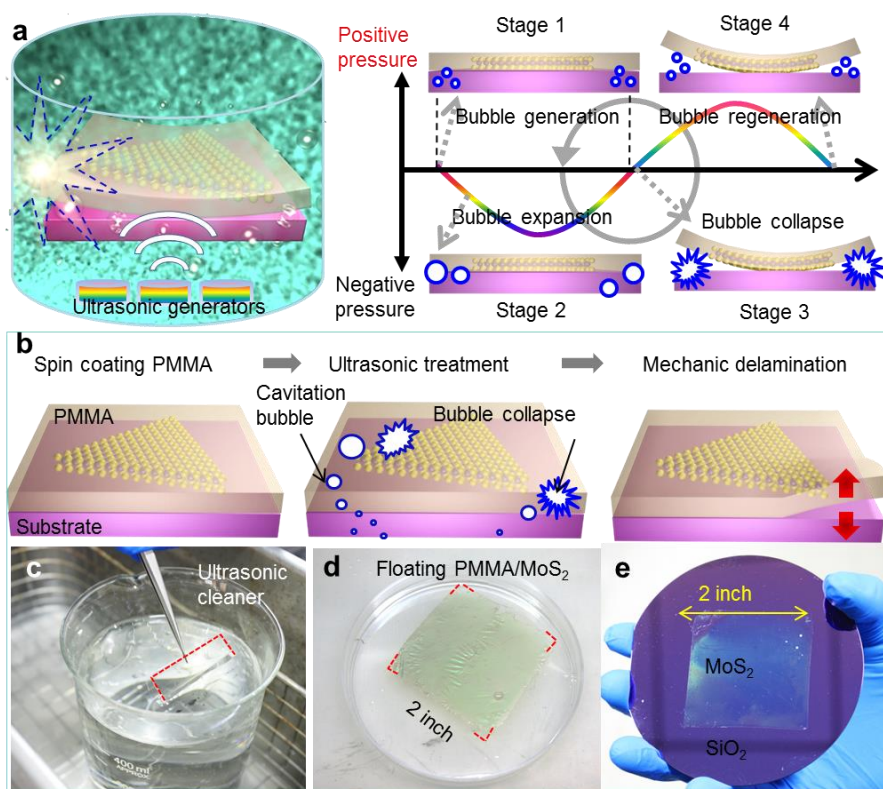 a
Positive
pressure
Stage 1
Stage 4
Bubble generation
Bubble regeneration
Bubble expansion
Bubble collapse
Negative
pressure
Stage 2
Stage 3
Ultrasonic generators
b
Spin coating PMMA
Ultrasonic treatment
Mechanic delamination
PMMA
Cavitation
bubble
Bubble collapse
Substrate
c
Ultrasonic
cleaner
400 ml
APPROX
d
Floating PMMA/MoS₂
2 inch
e
2 inch
MoS₂
SiO₂